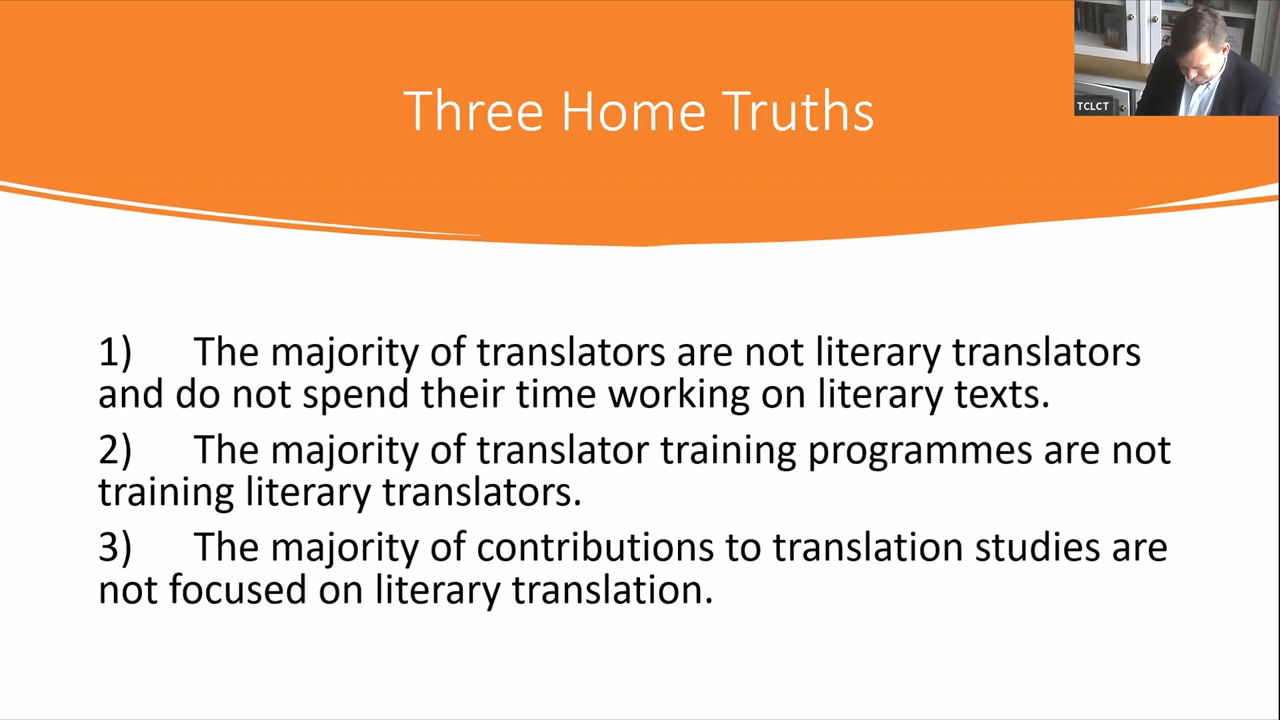 Three Home Truths
TCLCT
1) The majority of translators are not literary translators
and do not spend their time working on literary texts.
2) The majority of translator training programmes are not
training literary translators.
3) The majority of contributions to translation studies are
not focused on literary translation.